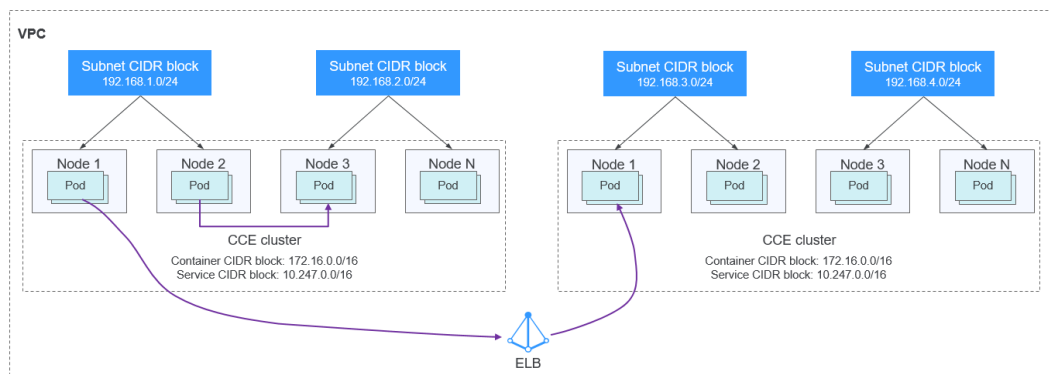 VPC
Subnet CIDR block
192.168.1.0/24
Subnet CIDR block
192.168.2.0/24
Subnet CIDR block
192.168.3.0/24
Subnet CIDR block
192.168.4.0/24
Node 1
Pod
Node 2
Pod
Node 3
Pod
Node N
Pod
CCE cluster
Container CIDR block: 172.16.0.0/16
Service CIDR block: 10.247.0.0/16
Node 1
Pod
Node 2
Pod
Node 3
Pod
Node N
Pod
CCE cluster
Container CIDR block: 172.16.0.0/16
Service CIDR block: 10.247.0.0/16
ELB